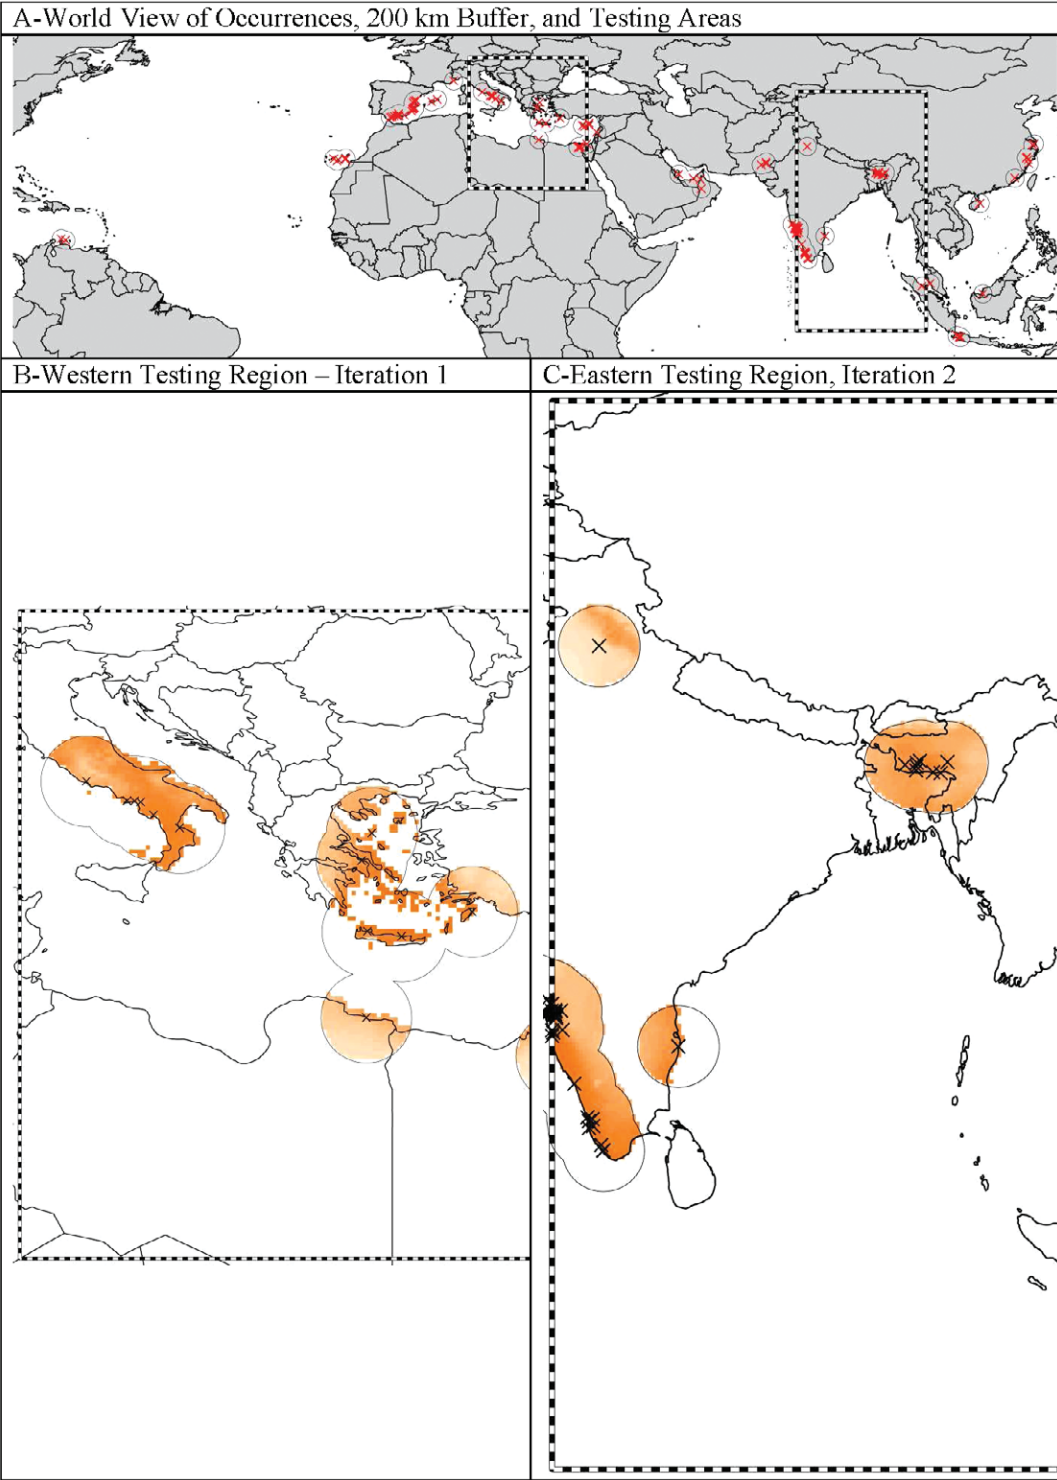 A-World View of Occurrences, 200 km Buffer, and Testing Areas
B-Western Testing Region – Iteration 1
C-Eastern Testing Region, Iteration 2